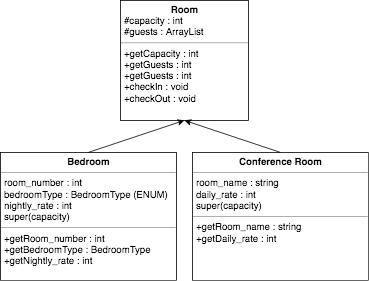 Room
#capacity : int
#guests : ArrayList
+getCapacity : int
+getGuests : int
+getGuests : int
+checkIn : void
+checkOut : void
Bedroom
room_number : int
bedroomType : BedroomType (ENUM)
nightly_rate : int
super(capacity)
+getRoom_number : int
+getBedroomType : BedroomType
+getNightly_rate : int
Conference Room
room_name : string
daily_rate : int
super(capacity)
+getRoom_name : string
+getDaily_rate : int